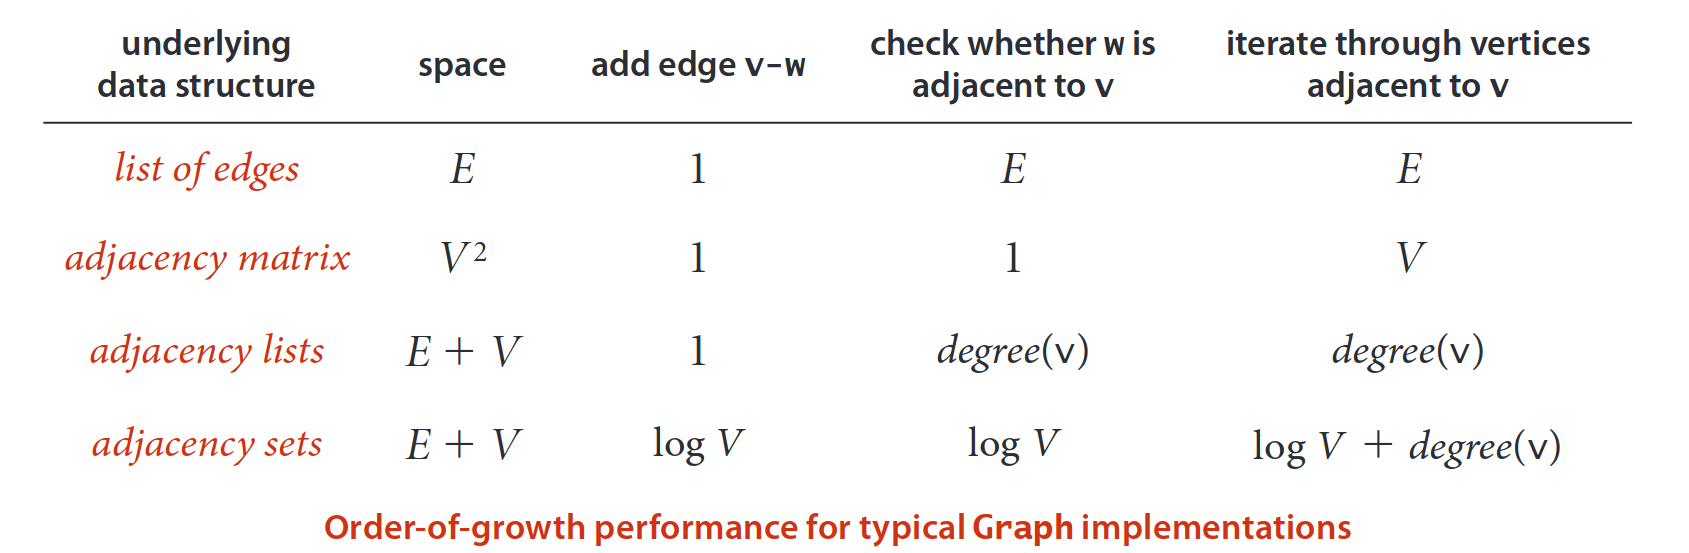 underlying data structure space add edge v-w check whether w is adjacent to v iterate through vertices adjacent to v
list of edges E 1 E E
adjacency matrix V² 1 1 V
adjacency lists E + V 1 degree(v) degree(v)
adjacency sets E + V log V log V log V + degree(v)
Order-of-growth performance for typical Graph implementations